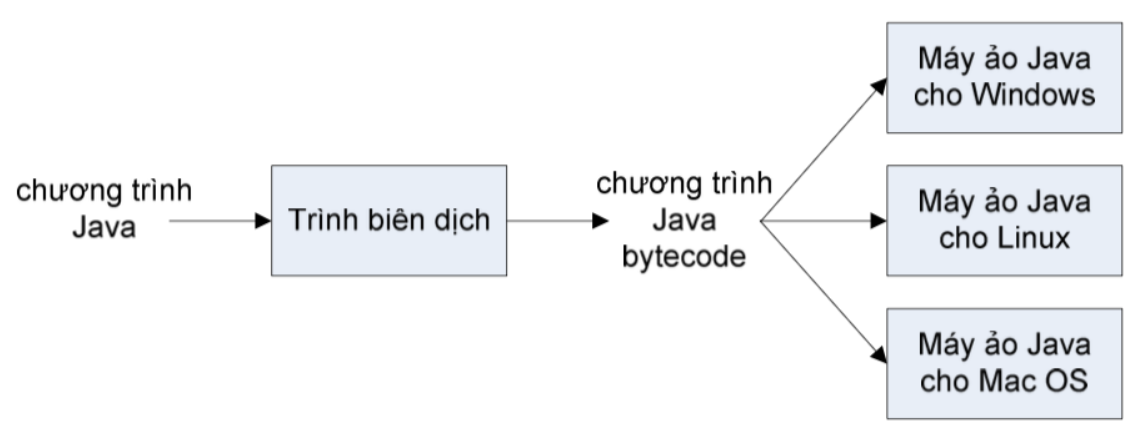 chương trình
Java
Trình biên dịch
chương trình
Java
bytecode
Máy ảo Java
cho Windows
Máy ảo Java
cho Linux
Máy ảo Java
cho Mac OS